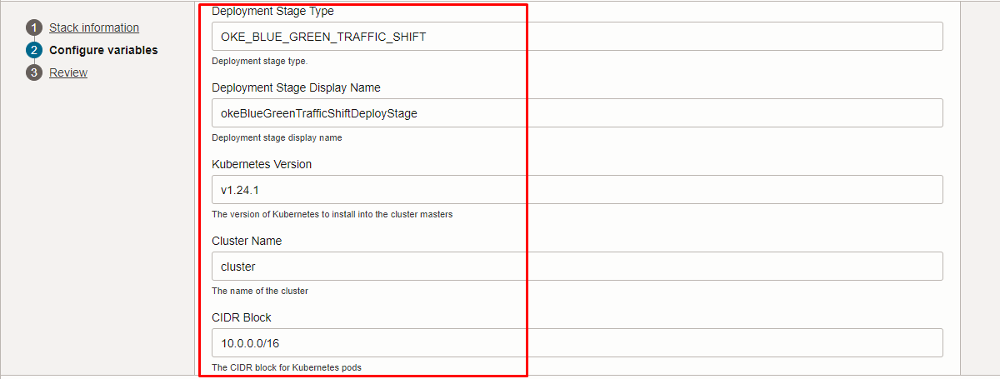 1 Stack information
2 Configure variables
3 Review
Deployment Stage Type
OKE_BLUE_GREEN_TRAFFIC_SHIFT
Deployment stage type.
Deployment Stage Display Name
okeBlueGreenTrafficShiftDeployStage
Deployment stage display name
Kubernetes Version
v1.24.1
The version of Kubernetes to install into the cluster masters
Cluster Name
cluster
The name of the cluster
CIDR Block
10.0.0.0/16
The CIDR block for Kubernetes pods